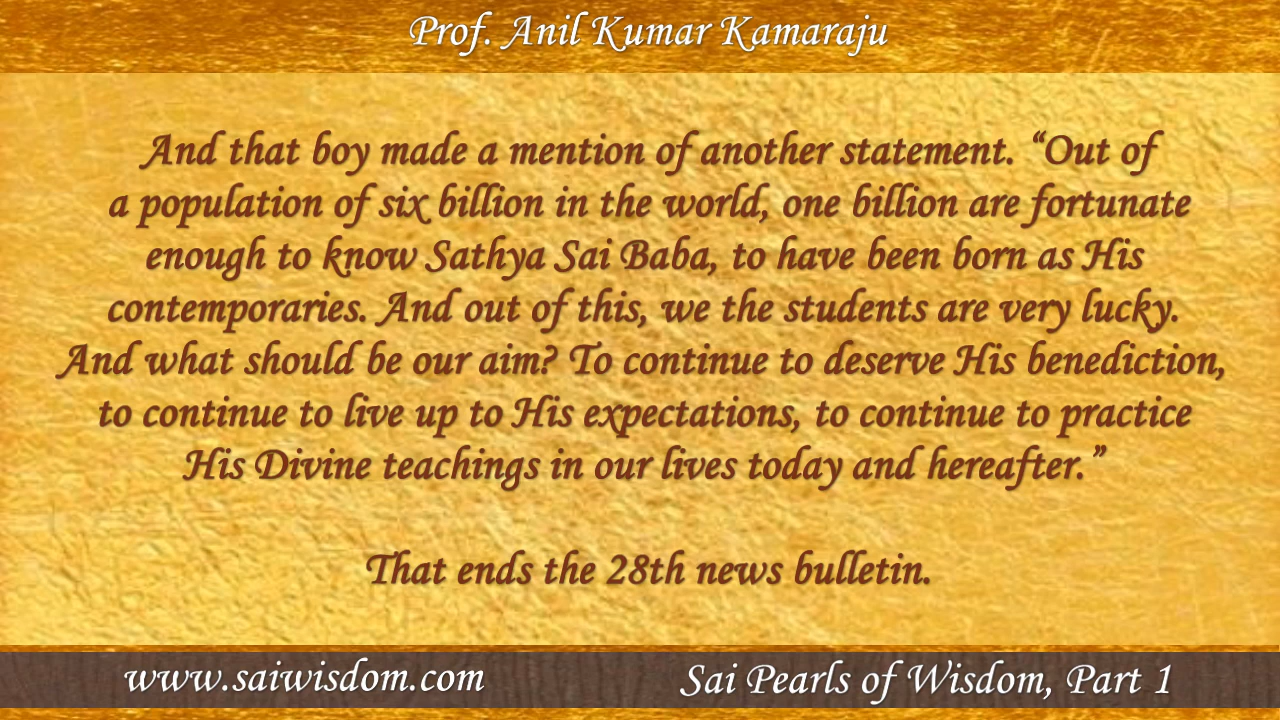 Prof. Anil Kumar Kamaraju
And that boy made a mention of another statement. “Out of
a population of six billion in the world, one billion are fortunate
enough to know Sathya Sai Baba, to have been born as His
contemporaries. And out of this, we the students are very lucky.
And what should be our aim? To continue to deserve His benediction,
to continue to live up to His expectations, to continue to practice
His Divine teachings in our lives today and hereafter.”
That ends the 28th news bulletin.
www.saiwisdom.com
Sai Pearls of Wisdom, Part 1